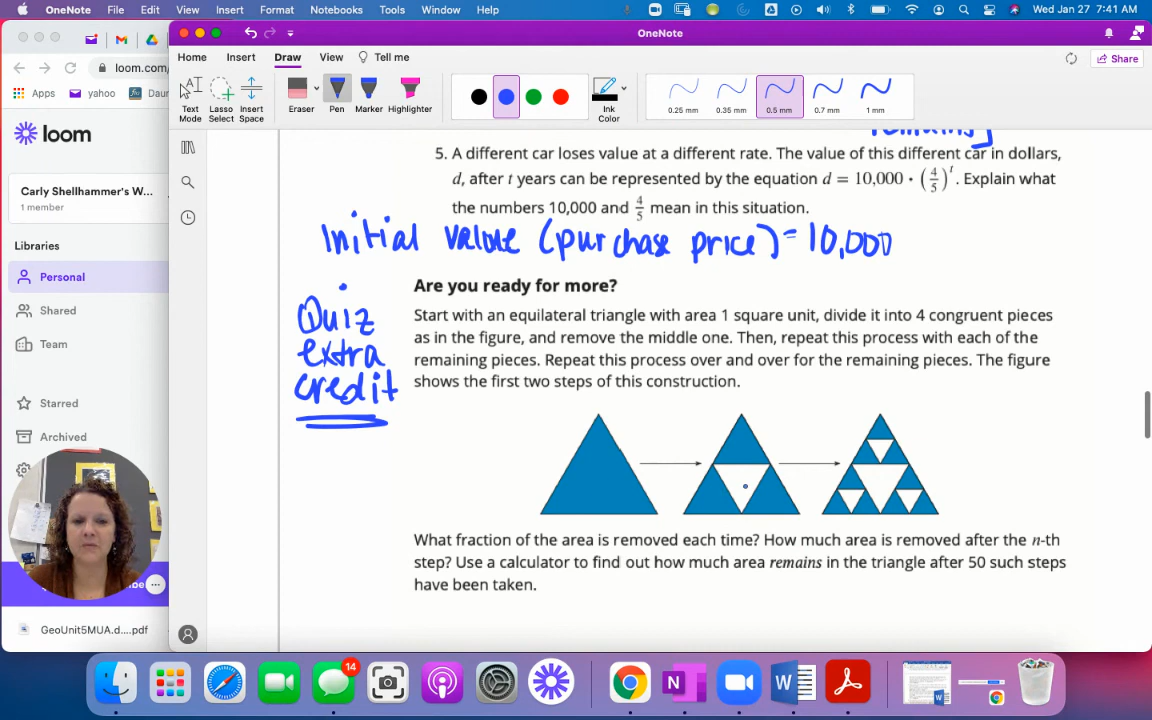 OneNote File Edit View Insert Format Notebooks Tools Window Help Wed Jan 27 7:41 AM
OneNote
Home Insert Draw View Tell me
Share
Text Mode
Lasso Select
Insert Space
Eraser
Pen
Marker
Highlighter
Ink Color
0.25 mm
0.35 mm
0.5 mm
0.7 mm
1 mm
loom.com/
Apps yahoo Daun
loom
Carly Shellhammer's W...
1 member
Libraries
Personal
Shared
Team
Starred
Archived
GeoUnit5MUA.d....pdf
remains
5. A different car loses value at a different rate. The value of this different car in dollars,
d, after t years can be represented by the equation d = 10,000 · (4/5)^t. Explain what
the numbers 10,000 and 4/5 mean in this situation.
Initial value (purchase price) = 10,000
Quiz
extra
credit
Are you ready for more?
Start with an equilateral triangle with area 1 square unit, divide it into 4 congruent pieces
as in the figure, and remove the middle one. Then, repeat this process with each of the
remaining pieces. Repeat this process over and over for the remaining pieces. The figure
shows the first two steps of this construction.
What fraction of the area is removed each time? How much area is removed after the n-th
step? Use a calculator to find out how much area remains in the triangle after 50 such steps
have been taken.
14